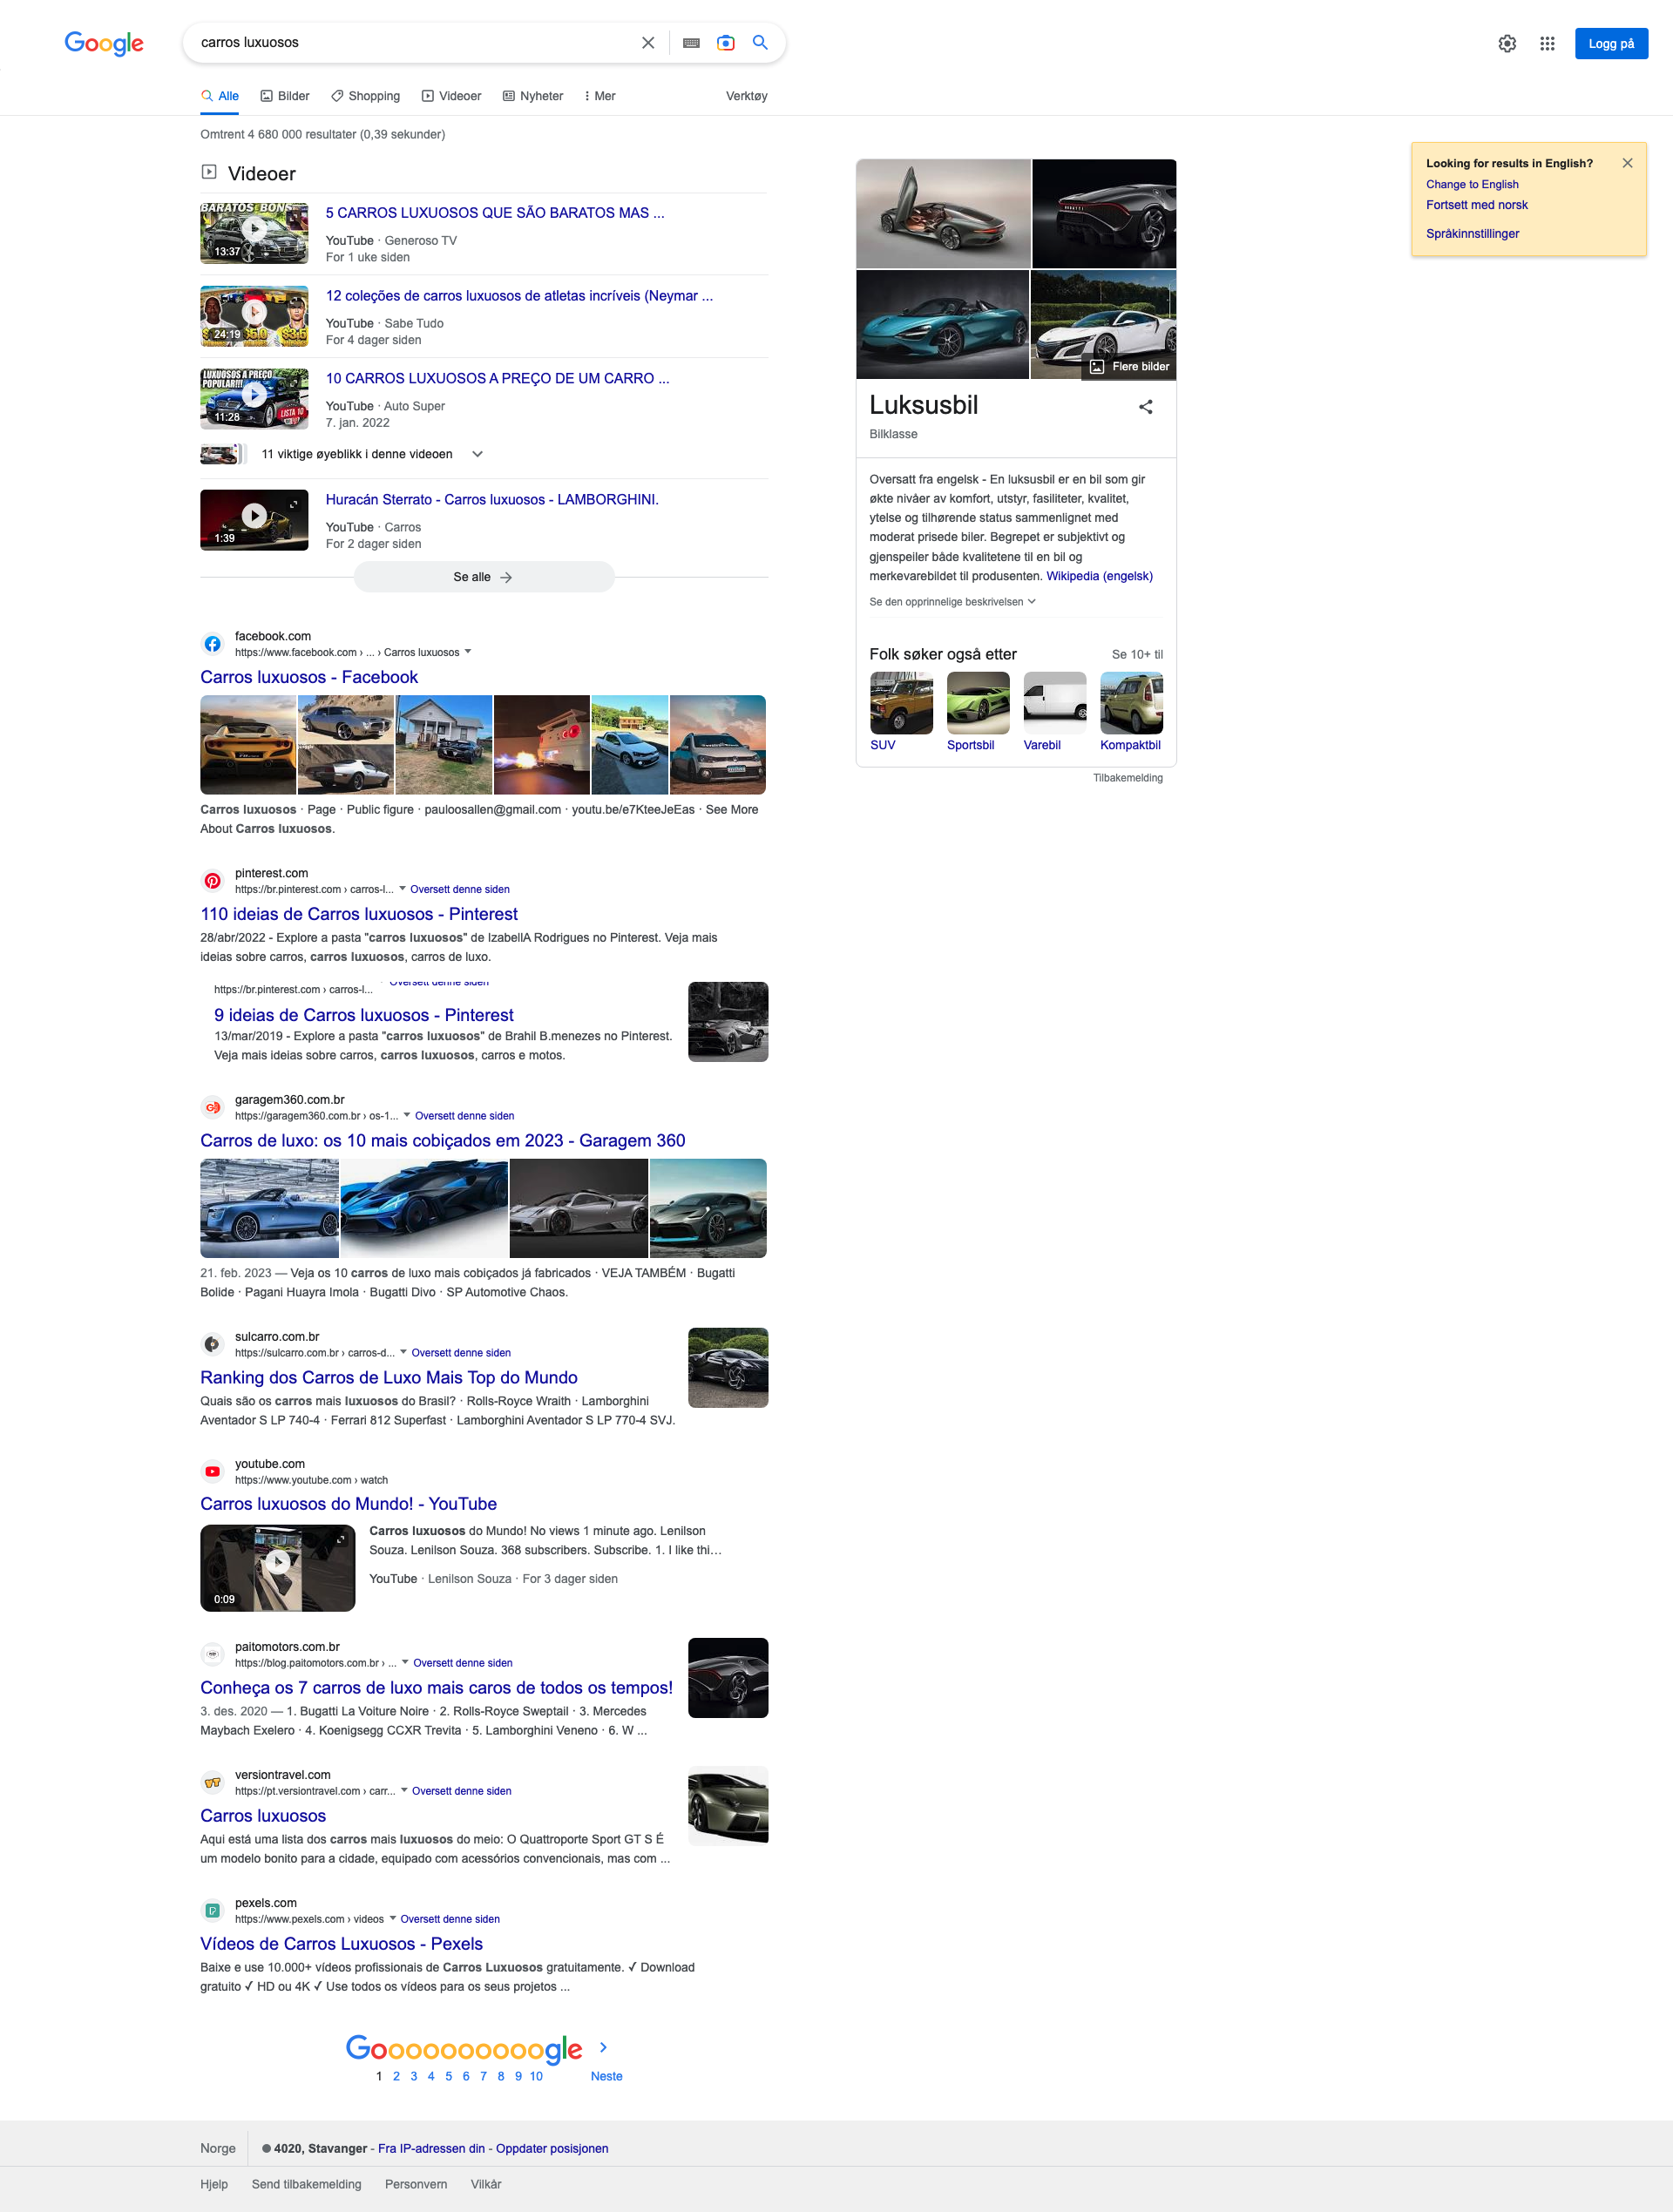 Google
carros luxuosos
Logg på
Alle
Bilder
Shopping
Videoer
Nyheter
Mer
Verktøy
Omtrent 4 680 000 resultater (0,39 sekunder)
Looking for results in English?
Change to English
Fortsett med norsk
Språkinnstillinger
Videoer
BARATOS BONS
13:37
5 CARROS LUXUOSOS QUE SÃO BARATOS MAS ...
YouTube · Generoso TV
For 1 uke siden
24:19
12 coleções de carros luxuosos de atletas incríveis (Neymar ...
YouTube · Sabe Tudo
For 4 dager siden
LUXUOSOS A PREÇO
POPULAR!!!
LISTA 10
11:28
10 CARROS LUXUOSOS A PREÇO DE UM CARRO ...
YouTube · Auto Super
7. jan. 2022
11 viktige øyeblikk i denne videoen
1:39
Huracán Sterrato - Carros luxuosos - LAMBORGHINI.
YouTube · Carros
For 2 dager siden
Se alle
facebook.com
https://www.facebook.com › ... › Carros luxuosos
Carros luxuosos - Facebook
Carros luxuosos · Page · Public figure · pauloosallen@gmail.com · youtu.be/e7KteeJeEas · See More
About Carros luxuosos.
pinterest.com
https://br.pinterest.com › carros-l... Oversett denne siden
110 ideias de Carros luxuosos - Pinterest
28/abr/2022 - Explore a pasta "carros luxuosos" de IzabellA Rodrigues no Pinterest. Veja mais
ideias sobre carros, carros luxuosos, carros de luxo.
https://br.pinterest.com › carros-l... Oversett denne siden
9 ideias de Carros luxuosos - Pinterest
13/mar/2019 - Explore a pasta "carros luxuosos" de Brahil B.menezes no Pinterest.
Veja mais ideias sobre carros, carros luxuosos, carros e motos.
garagem360.com.br
https://garagem360.com.br › os-1... Oversett denne siden
Carros de luxo: os 10 mais cobiçados em 2023 - Garagem 360
21. feb. 2023 — Veja os 10 carros de luxo mais cobiçados já fabricados · VEJA TAMBÉM · Bugatti
Bolide · Pagani Huayra Imola · Bugatti Divo · SP Automotive Chaos.
sulcarro.com.br
https://sulcarro.com.br › carros-d... Oversett denne siden
Ranking dos Carros de Luxo Mais Top do Mundo
Quais são os carros mais luxuosos do Brasil? · Rolls-Royce Wraith · Lamborghini
Aventador S LP 740-4 · Ferrari 812 Superfast · Lamborghini Aventador S LP 770-4 SVJ.
youtube.com
https://www.youtube.com › watch
Carros luxuosos do Mundo! - YouTube
0:09
Carros luxuosos do Mundo! No views 1 minute ago. Lenilson
Souza. Lenilson Souza. 368 subscribers. Subscribe. 1. I like thi…
YouTube · Lenilson Souza · For 3 dager siden
paitomotors.com.br
https://blog.paitomotors.com.br › ... Oversett denne siden
Conheça os 7 carros de luxo mais caros de todos os tempos!
3. des. 2020 — 1. Bugatti La Voiture Noire · 2. Rolls-Royce Sweptail · 3. Mercedes
Maybach Exelero · 4. Koenigsegg CCXR Trevita · 5. Lamborghini Veneno · 6. W ...
versiontravel.com
https://pt.versiontravel.com › carr... Oversett denne siden
Carros luxuosos
Aqui está uma lista dos carros mais luxuosos do meio: O Quattroporte Sport GT S É
um modelo bonito para a cidade, equipado com acessórios convencionais, mas com ...
pexels.com
https://www.pexels.com › videos Oversett denne siden
Vídeos de Carros Luxuosos - Pexels
Baixe e use 10.000+ vídeos profissionais de Carros Luxuosos gratuitamente. ✓ Download
gratuito ✓ HD ou 4K ✓ Use todos os vídeos para os seus projetos ...
Flere bilder
Luksusbil
Bilklasse
Oversatt fra engelsk - En luksusbil er en bil som gir
økte nivåer av komfort, utstyr, fasiliteter, kvalitet,
ytelse og tilhørende status sammenlignet med
moderat prisede biler. Begrepet er subjektivt og
gjenspeiler både kvalitetene til en bil og
merkevarebildet til produsenten. Wikipedia (engelsk)
Se den opprinnelige beskrivelsen
Folk søker også etter
Se 10+ til
SUV
Sportsbil
Varebil
Kompaktbil
Tilbakemelding
Goooooooooogle
1 2 3 4 5 6 7 8 9 10 Neste
Norge
4020, Stavanger - Fra IP-adressen din - Oppdater posisjonen
Hjelp
Send tilbakemelding
Personvern
Vilkår